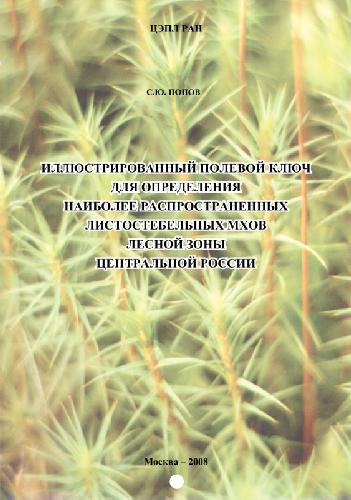 ЦЭПЛ РАН
С.Ю. ПОПОВ
ИЛЛЮСТРИРОВАННЫЙ ПОЛЕВОЙ КЛЮЧ
ДЛЯ ОПРЕДЕЛЕНИЯ
НАИБОЛЕЕ РАСПРОСТРАНЕННЫХ
ЛИСТОСТЕБЕЛЬНЫХ МХОВ
ЛЕСНОЙ ЗОНЫ
ЦЕНТРАЛЬНОЙ РОССИИ
Москва – 2008